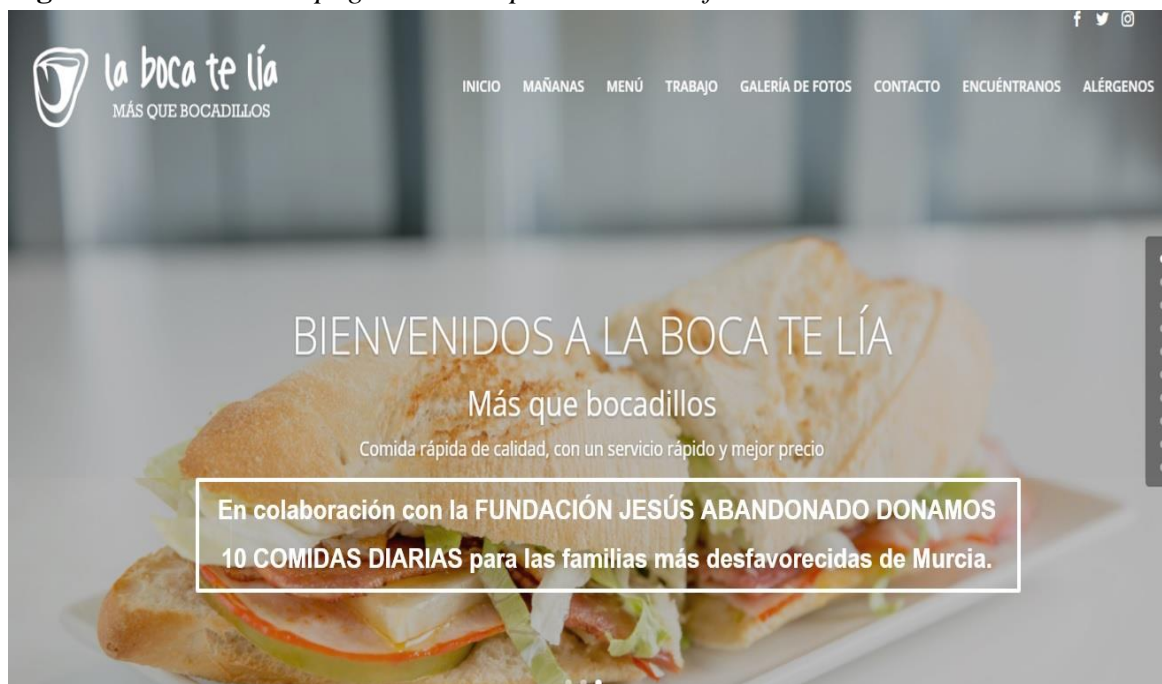 la boca te lía
MÁS QUE BOCADILLOS
INICIO MAÑANAS MENÚ TRABAJO GALERÍA DE FOTOS CONTACTO ENCUÉNTRANOS ALÉRGENOS
BIENVENIDOS A LA BOCA TE LÍA
Más que bocadillos
Comida rápida de calidad, con un servicio rápido y mejor precio
En colaboración con la FUNDACIÓN JESÚS ABANDONADO DONAMOS
10 COMIDAS DIARIAS para las familias más desfavorecidas de Murcia.